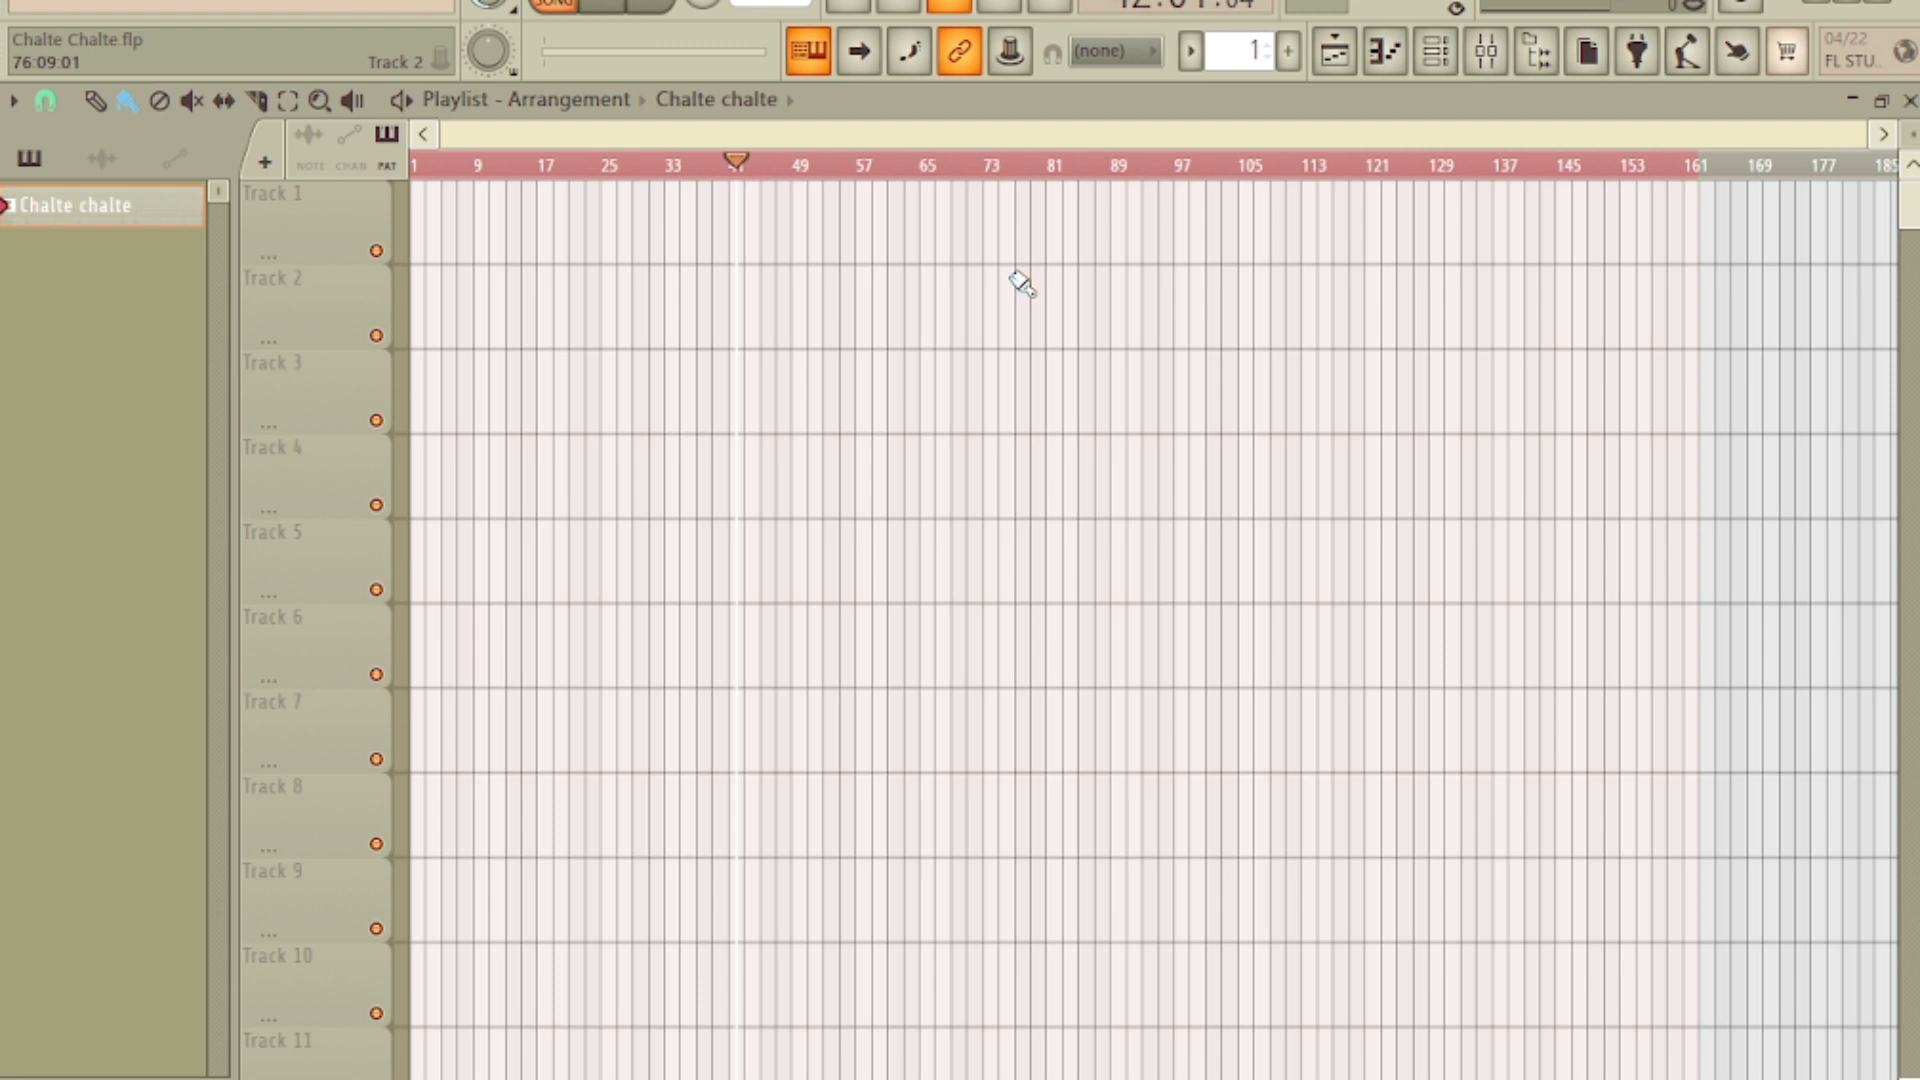 SONG
Chalte Chalte.flp
76:09:01
Track 2
(none)
1
04/22
FL STU..
Playlist - Arrangement › Chalte chalte ›
NOTE CHAN PAT
1 9 17 25 33 49 57 65 73 81 89 97 105 113 121 129 137 145 153 161 169 177 185
Chalte chalte
Track 1
Track 2
Track 3
Track 4
Track 5
Track 6
Track 7
Track 8
Track 9
Track 10
Track 11